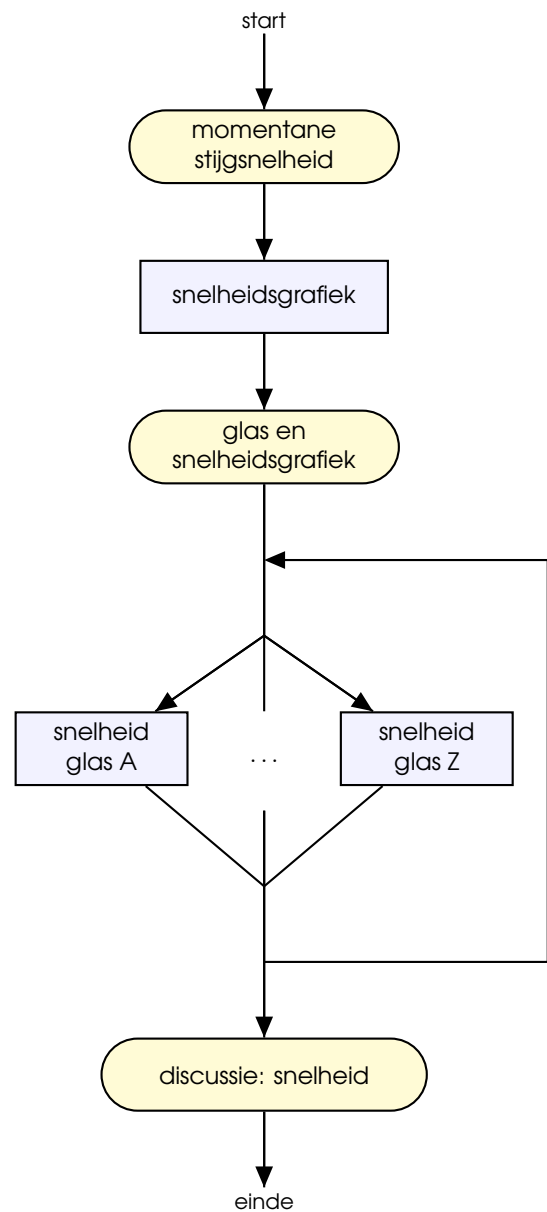 start
momentane
stijgsnelheid
snelheidsgrafiek
glas en
snelheidsgrafiek
snelheid
glas A
...
snelheid
glas Z
discussie: snelheid
einde